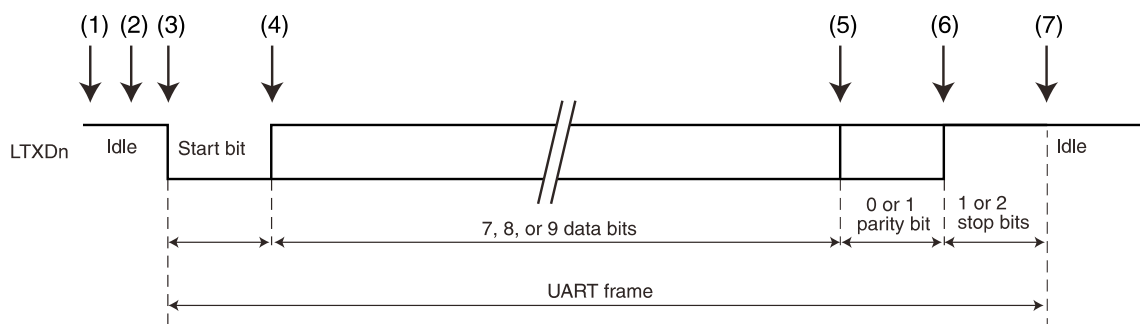 (1) (2) (3) (4) (5) (6) (7)
LTXDn
Idle
Start bit
Idle
7, 8, or 9 data bits
0 or 1
parity bit
1 or 2
stop bits
UART frame